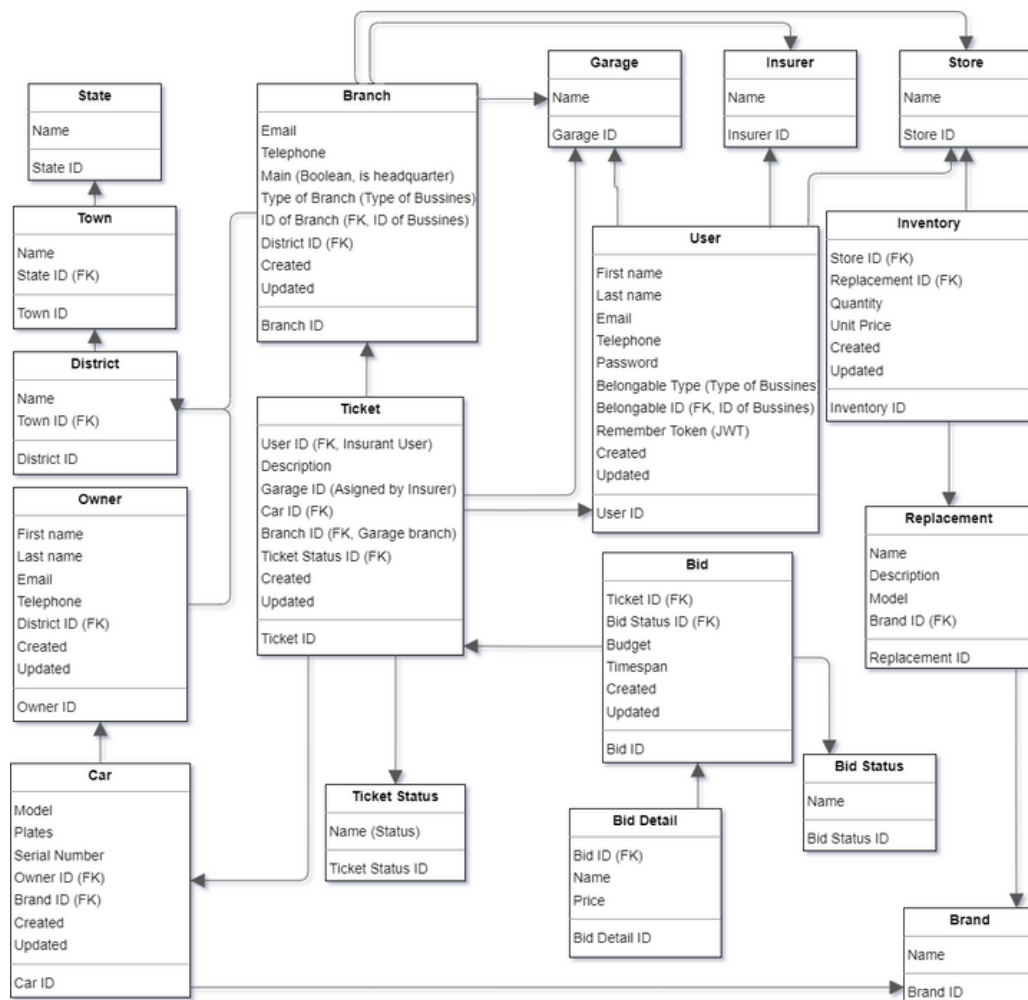 State
Name
State ID
Town
Name
State ID (FK)
Town ID
District
Name
Town ID (FK)
District ID
Owner
First name
Last name
Email
Telephone
District ID (FK)
Created
Updated
Owner ID
Car
Model
Plates
Serial Number
Owner ID (FK)
Brand ID (FK)
Created
Updated
Car ID
Branch
Email
Telephone
Main (Boolean, is headquarter)
Type of Branch (Type of Bussines)
ID of Branch (FK, ID of Bussines)
District ID (FK)
Created
Updated
Branch ID
Ticket
User ID (FK, Insurant User)
Description
Garage ID (Asigned by Insurer)
Car ID (FK)
Branch ID (FK, Garage branch)
Ticket Status ID (FK)
Created
Updated
Ticket ID
Ticket Status
Name (Status)
Ticket Status ID
Garage
Name
Garage ID
Insurer
Name
Insurer ID
Store
Name
Store ID
User
First name
Last name
Email
Telephone
Password
Belongable Type (Type of Bussines
Belongable ID (FK, ID of Bussines)
Remember Token (JWT)
Created
Updated
User ID
Inventory
Store ID (FK)
Replacement ID (FK)
Quantity
Unit Price
Created
Updated
Inventory ID
Replacement
Name
Description
Model
Brand ID (FK)
Replacement ID
Bid
Ticket ID (FK)
Bid Status ID (FK)
Budget
Timespan
Created
Updated
Bid ID
Bid Status
Name
Bid Status ID
Bid Detail
Bid ID (FK)
Name
Price
Bid Detail ID
Brand
Name
Brand ID